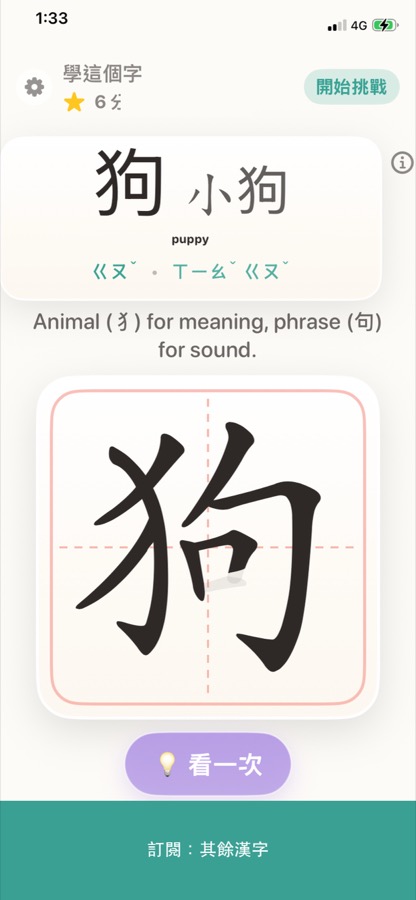 1:33
4G
學這個字
開始挑戰
⭐ 6
狗 小狗
puppy
ㄍㄡˇ • ㄒㄧㄠˇ ㄍㄡˇ
Animal (犭) for meaning, phrase (句)
for sound.
狗
看一次
訂閱：其餘漢字